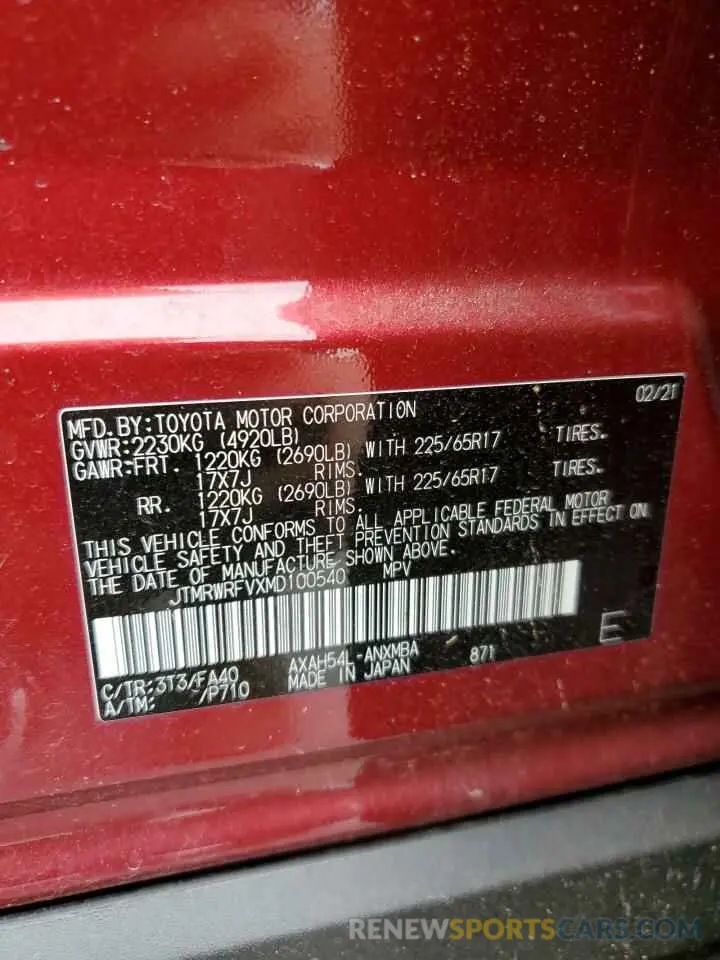 02/21
MFD. BY: TOYOTA MOTOR CORPORATION
GVWR: 2230KG (4920LB)
GAWR: FRT. 1220KG (2690LB) WITH 225/65R17 TIRES.
17X7J RIMS.
RR. 1220KG (2690LB) WITH 225/65R17 TIRES.
17X7J RIMS.
THIS VEHICLE CONFORMS TO ALL APPLICABLE FEDERAL MOTOR
VEHICLE SAFETY AND THEFT PREVENTION STANDARDS IN EFFECT ON
THE DATE OF MANUFACTURE SHOWN ABOVE.
JTMRWRFVXMD100540 MPV
E
C/TR: 3T3/FA40 AXAH54L-ANXMBA 871
A/TM: /P710 MADE IN JAPAN
RENEWSPORTSCARS.COM